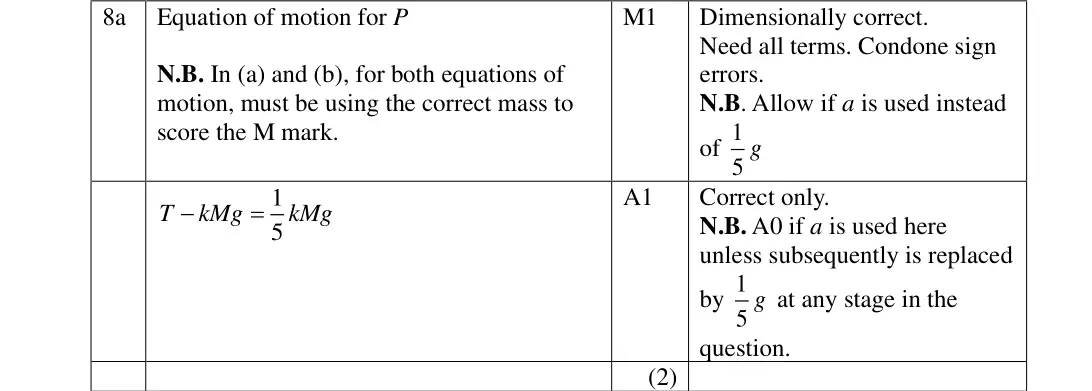 8a Equation of motion for P M1 Dimensionally correct.
Need all terms. Condone sign
N.B. In (a) and (b), for both equations of errors.
motion, must be using the correct mass to N.B. Allow if a is used instead
score the M mark. of 1/5 g
T − kMg = 1/5 kMg A1 Correct only.
N.B. A0 if a is used here
unless subsequently is replaced
by 1/5 g at any stage in the
question.
(2)